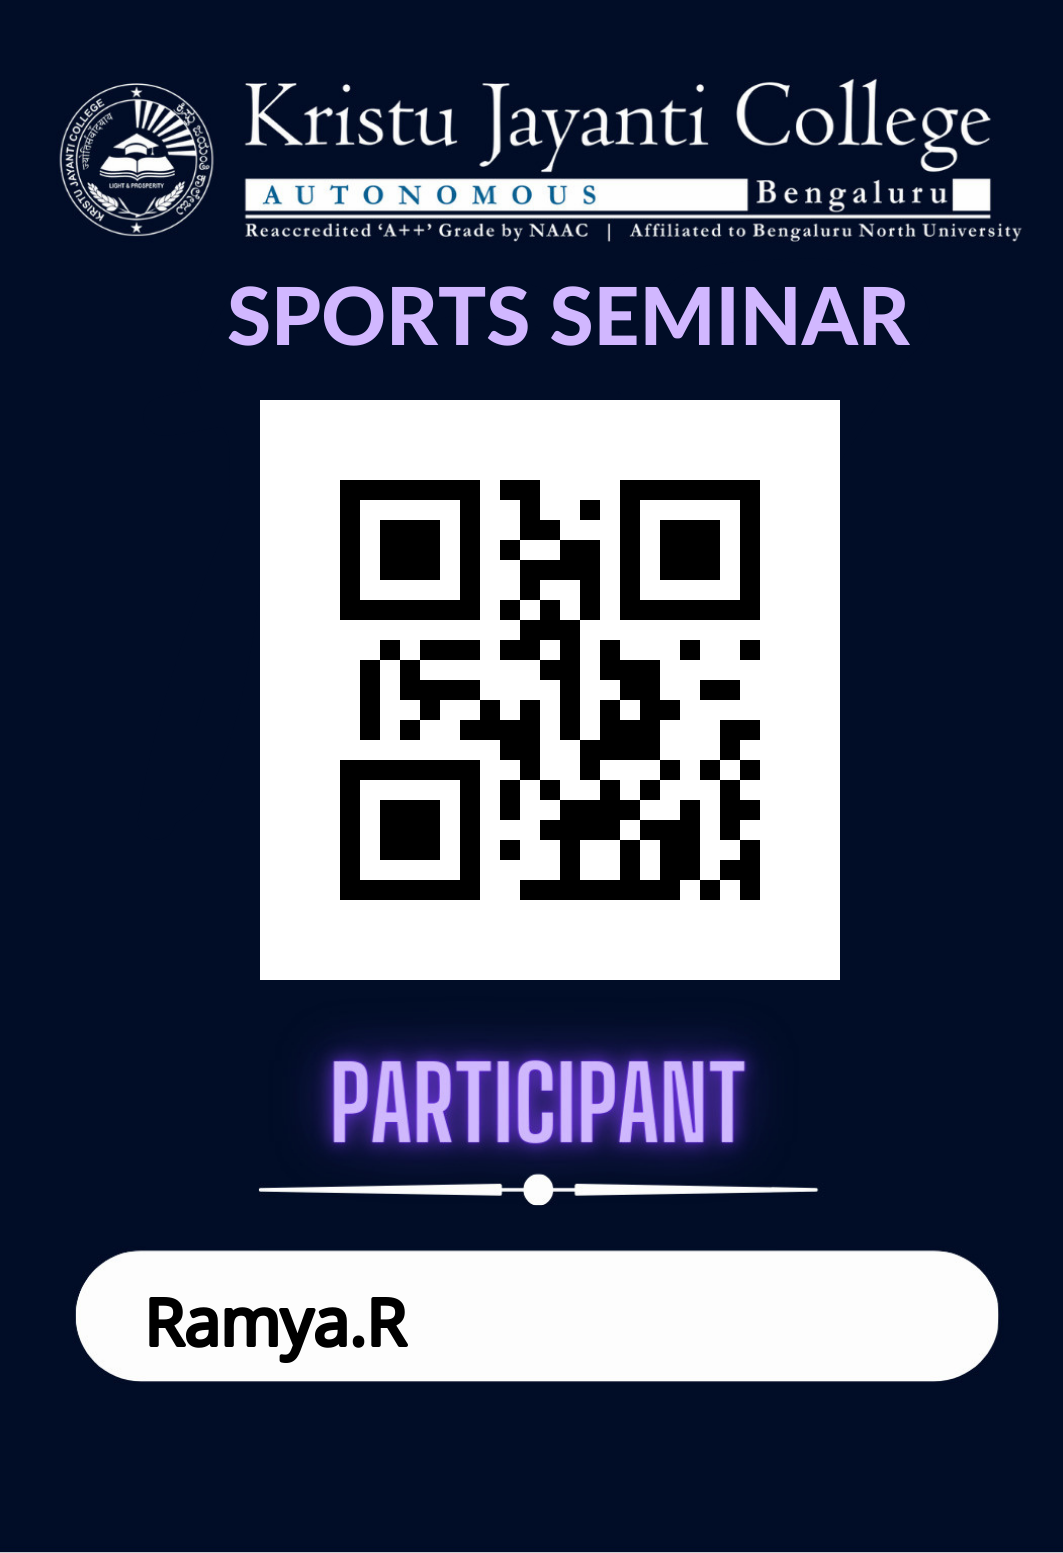 Kristu Jayanti College
AUTONOMOUS Bengaluru
Reaccredited ‘A++’ Grade by NAAC | Affiliated to Bengaluru North University
KRISTU JAYANTI COLLEGE
LIGHT & PROSPERITY
SPORTS SEMINAR
PARTICIPANT
Ramya.R